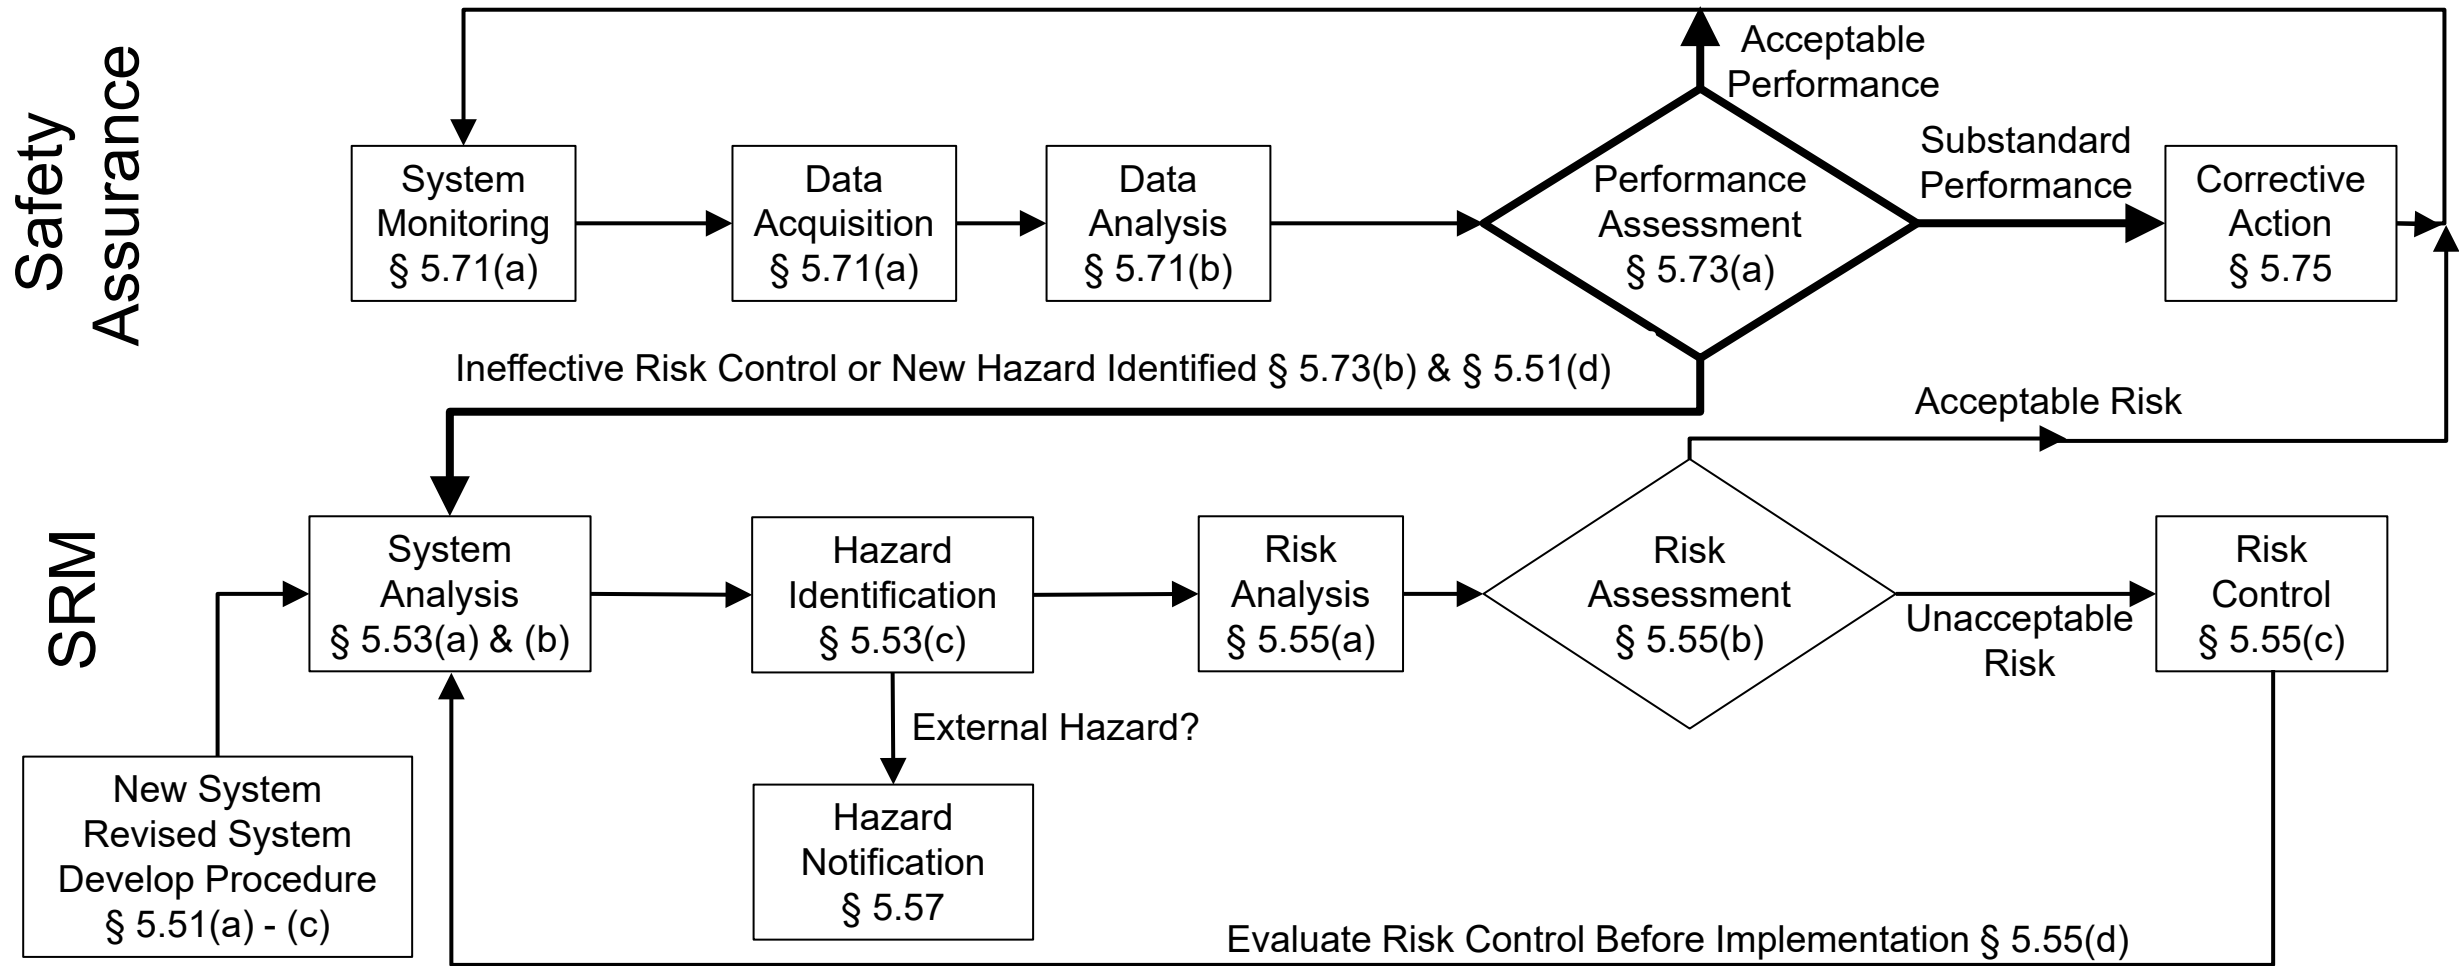 Safety
Assurance
Acceptable
Performance
System
Monitoring
§ 5.71(a)
Data
Acquisition
§ 5.71(a)
Data
Analysis
§ 5.71(b)
Performance
Assessment
§ 5.73(a)
Substandard
Performance
Corrective
Action
§ 5.75
Ineffective Risk Control or New Hazard Identified § 5.73(b) & § 5.51(d)
Acceptable Risk
SRM
System
Analysis
§ 5.53(a) & (b)
Hazard
Identification
§ 5.53(c)
Risk
Analysis
§ 5.55(a)
Risk
Assessment
§ 5.55(b)
Unacceptable
Risk
Risk
Control
§ 5.55(c)
External Hazard?
New System
Revised System
Develop Procedure
§ 5.51(a) - (c)
Hazard
Notification
§ 5.57
Evaluate Risk Control Before Implementation § 5.55(d)